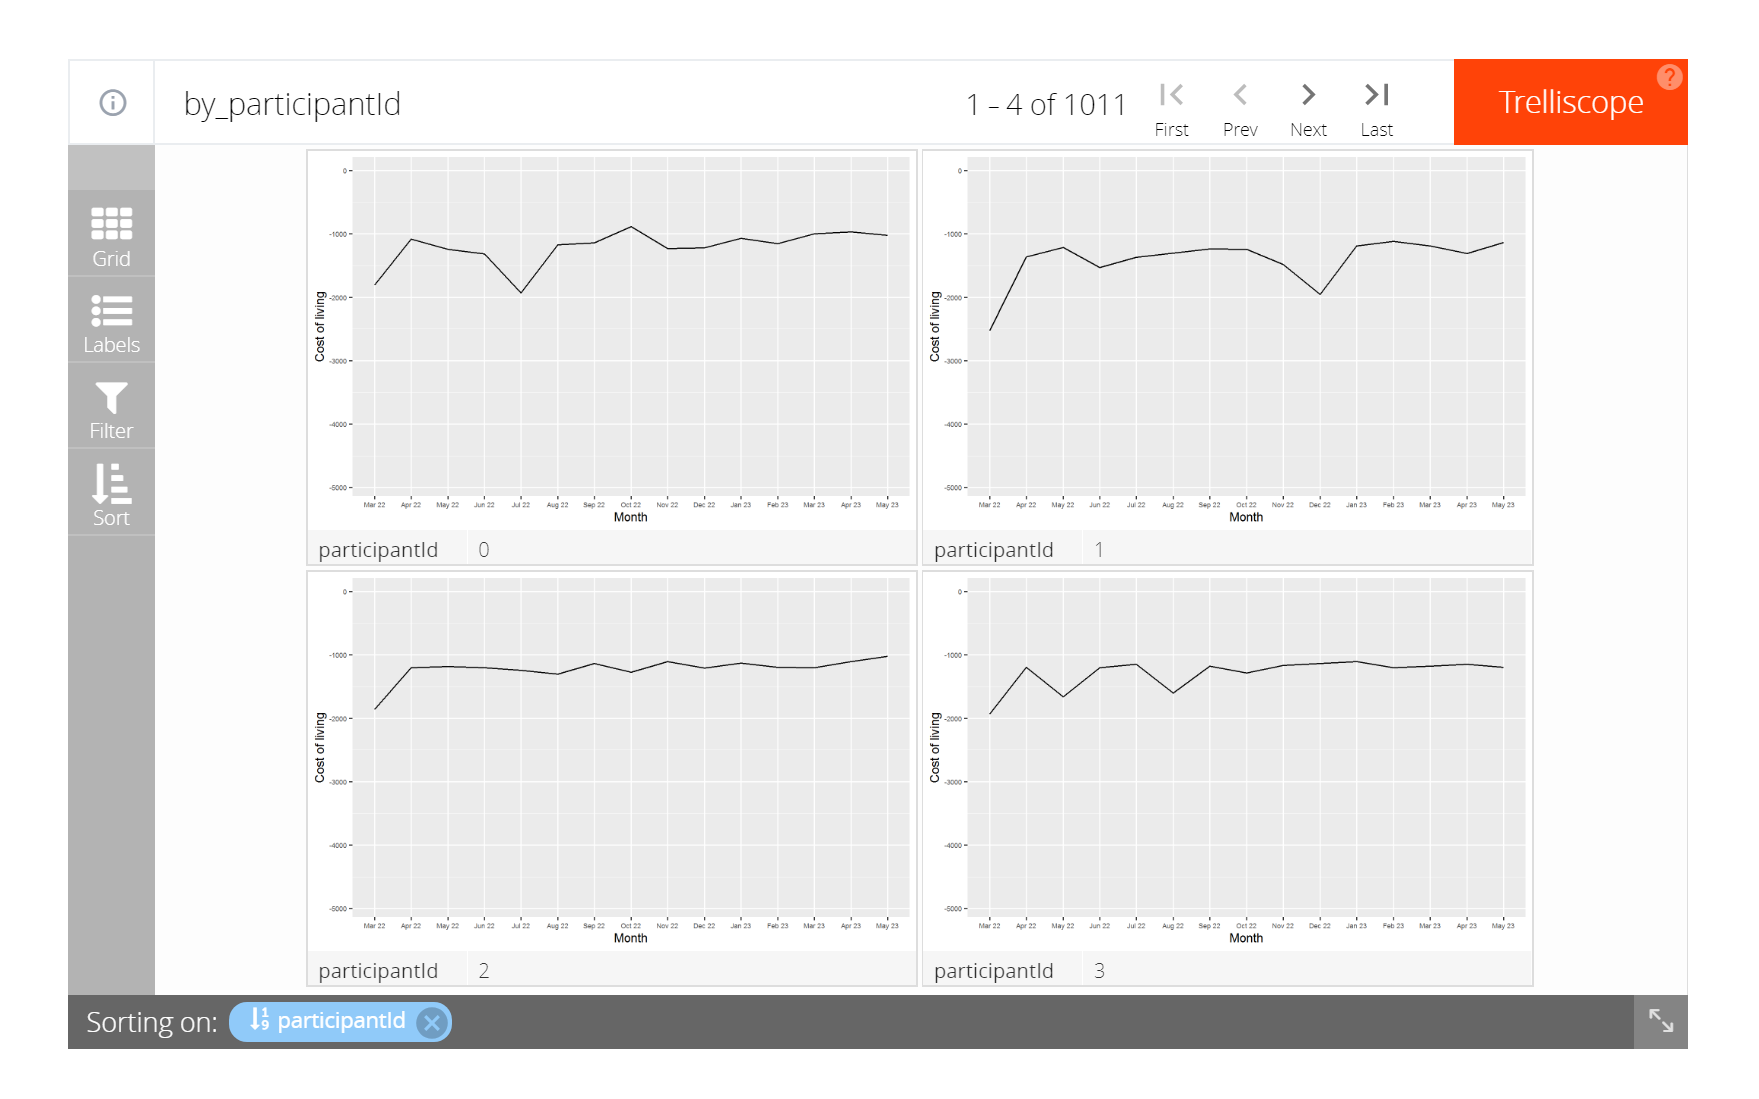 by_participantId
1 – 4 of 1011
First Prev Next Last
Trelliscope
?
Grid
Labels
Filter
Sort
Cost of living
0
-1000
-2000
-3000
-4000
-5000
Mar 22 Apr 22 May 22 Jun 22 Jul 22 Aug 22 Sep 22 Oct 22 Nov 22 Dec 22 Jan 23 Feb 23 Mar 23 Apr 23 May 23
Month
participantId 0
Cost of living
0
-1000
-2000
-3000
-4000
-5000
Mar 22 Apr 22 May 22 Jun 22 Jul 22 Aug 22 Sep 22 Oct 22 Nov 22 Dec 22 Jan 23 Feb 23 Mar 23 Apr 23 May 23
Month
participantId 1
Cost of living
0
-1000
-2000
-3000
-4000
-5000
Mar 22 Apr 22 May 22 Jun 22 Jul 22 Aug 22 Sep 22 Oct 22 Nov 22 Dec 22 Jan 23 Feb 23 Mar 23 Apr 23 May 23
Month
participantId 2
Cost of living
0
-1000
-2000
-3000
-4000
-5000
Mar 22 Apr 22 May 22 Jun 22 Jul 22 Aug 22 Sep 22 Oct 22 Nov 22 Dec 22 Jan 23 Feb 23 Mar 23 Apr 23 May 23
Month
participantId 3
Sorting on: participantId